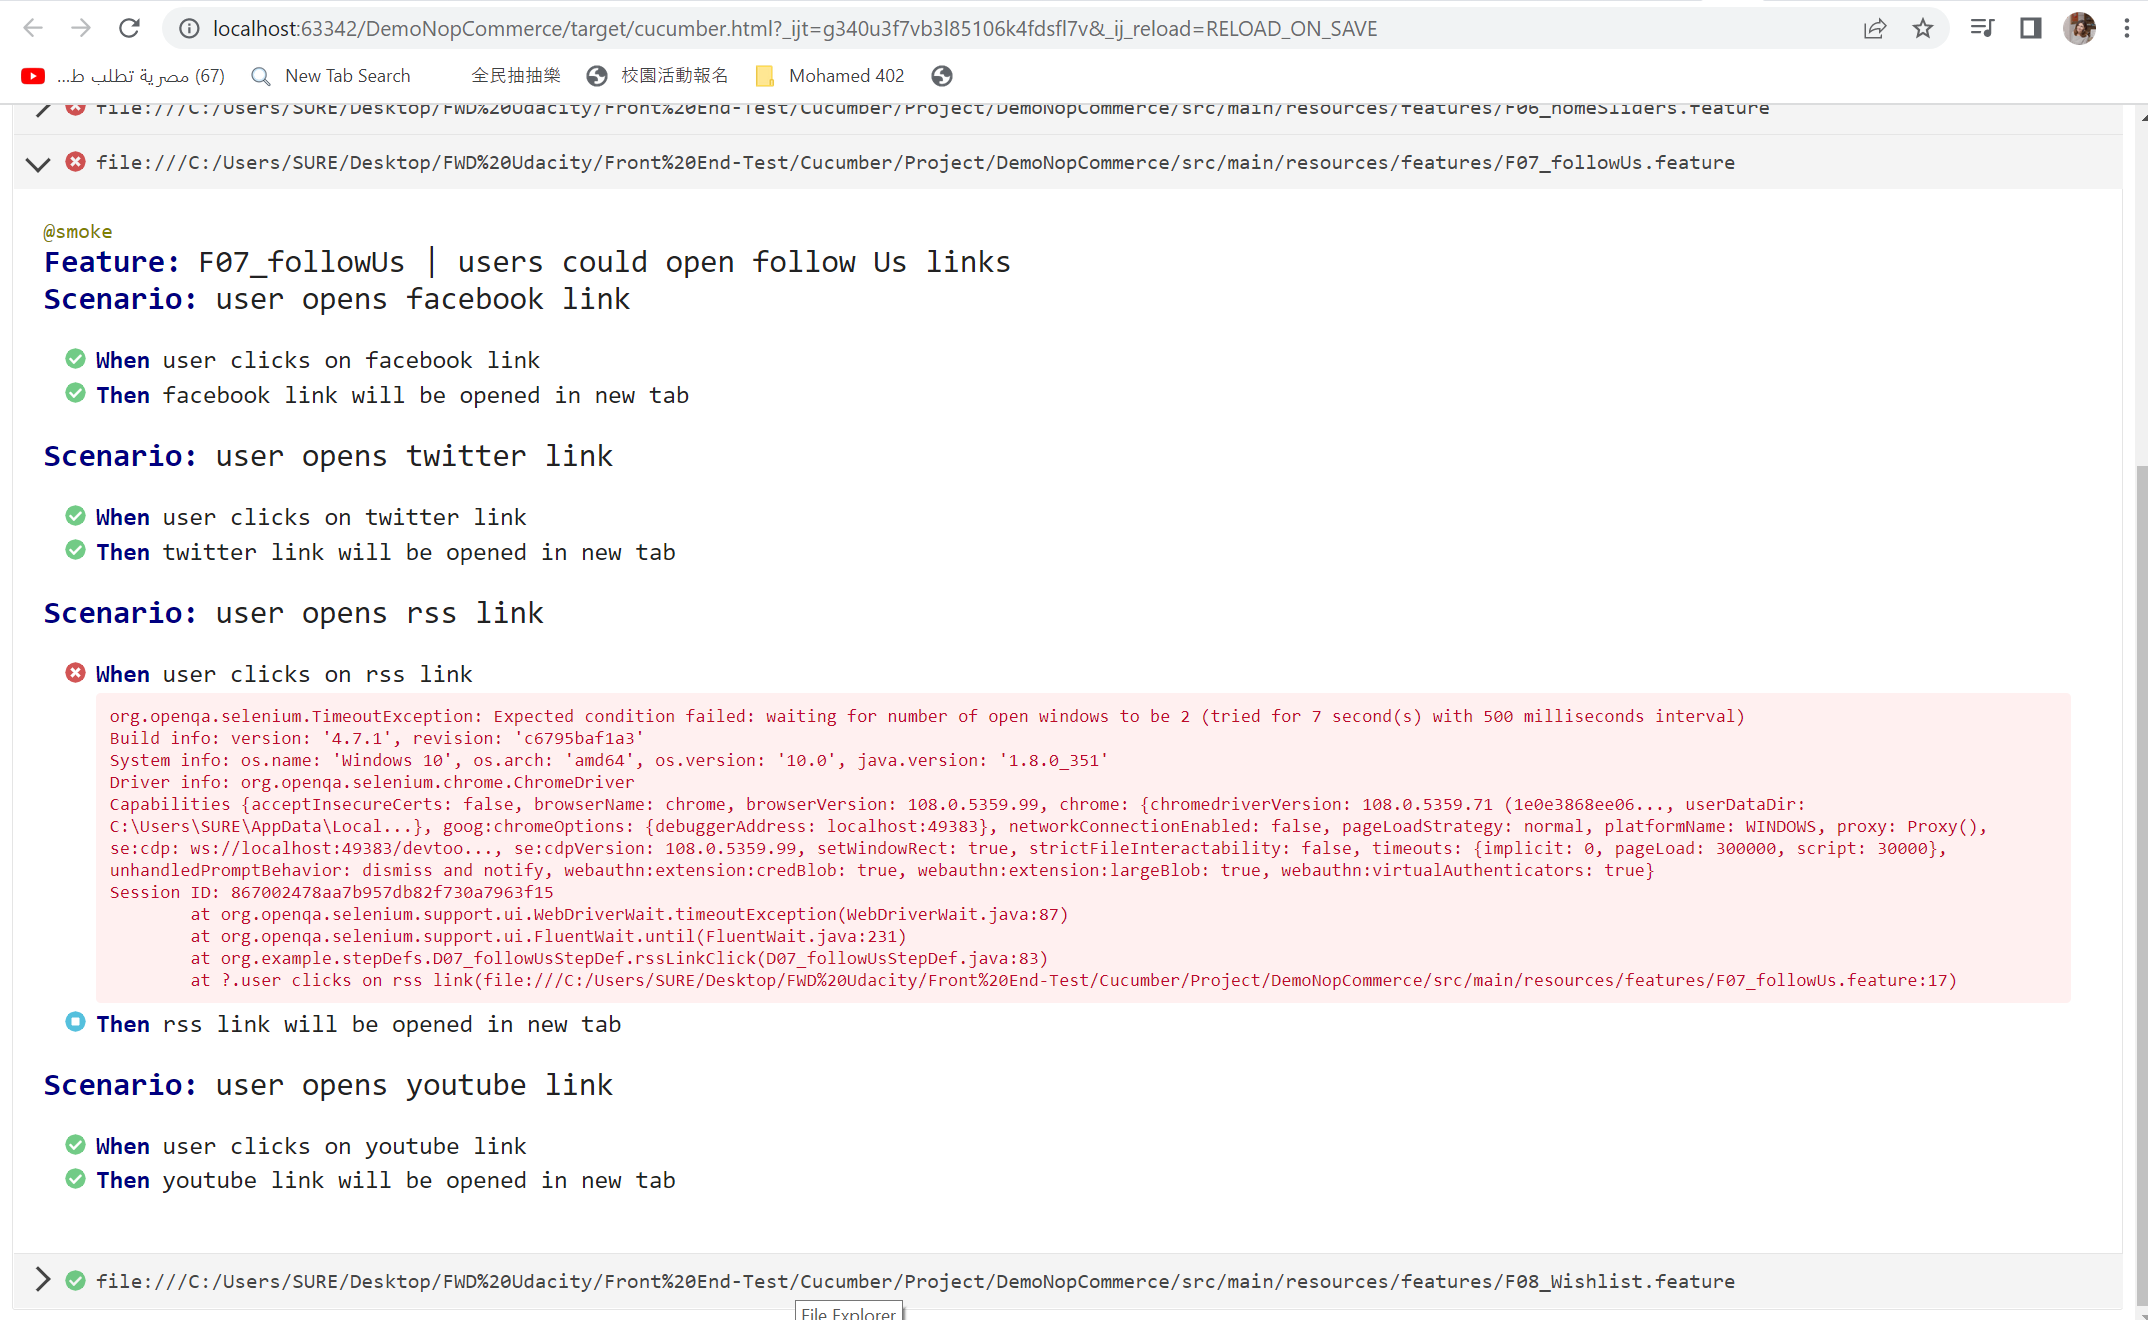 localhost:63342/DemoNopCommerce/target/cucumber.html?_ijt=g340u3f7vb3l85106k4fdsfl7v&_ij_reload=RELOAD_ON_SAVE
(67) مصرية تطلب ط... New Tab Search 全民抽抽樂 校園活動報名 Mohamed 402
file:///C:/Users/SURE/Desktop/FWD%20Udacity/Front%20End-Test/Cucumber/Project/DemoNopCommerce/src/main/resources/features/F06_homeSliders.feature
file:///C:/Users/SURE/Desktop/FWD%20Udacity/Front%20End-Test/Cucumber/Project/DemoNopCommerce/src/main/resources/features/F07_followUs.feature
@smoke
Feature: F07_followUs | users could open follow Us links
Scenario: user opens facebook link
When user clicks on facebook link
Then facebook link will be opened in new tab
Scenario: user opens twitter link
When user clicks on twitter link
Then twitter link will be opened in new tab
Scenario: user opens rss link
When user clicks on rss link
org.openqa.selenium.TimeoutException: Expected condition failed: waiting for number of open windows to be 2 (tried for 7 second(s) with 500 milliseconds interval)
Build info: version: '4.7.1', revision: 'c6795baf1a3'
System info: os.name: 'Windows 10', os.arch: 'amd64', os.version: '10.0', java.version: '1.8.0_351'
Driver info: org.openqa.selenium.chrome.ChromeDriver
Capabilities {acceptInsecureCerts: false, browserName: chrome, browserVersion: 108.0.5359.99, chrome: {chromedriverVersion: 108.0.5359.71 (1e0e3868ee06..., userDataDir:
C:\Users\SURE\AppData\Local...}, goog:chromeOptions: {debuggerAddress: localhost:49383}, networkConnectionEnabled: false, pageLoadStrategy: normal, platformName: WINDOWS, proxy: Proxy(),
se:cdp: ws://localhost:49383/devtoo..., se:cdpVersion: 108.0.5359.99, setWindowRect: true, strictFileInteractability: false, timeouts: {implicit: 0, pageLoad: 300000, script: 30000},
unhandledPromptBehavior: dismiss and notify, webauthn:extension:credBlob: true, webauthn:extension:largeBlob: true, webauthn:virtualAuthenticators: true}
Session ID: 867002478aa7b957db82f730a7963f15
at org.openqa.selenium.support.ui.WebDriverWait.timeoutException(WebDriverWait.java:87)
at org.openqa.selenium.support.ui.FluentWait.until(FluentWait.java:231)
at org.example.stepDefs.D07_followUsStepDef.rssLinkClick(D07_followUsStepDef.java:83)
at ?.user clicks on rss link(file:///C:/Users/SURE/Desktop/FWD%20Udacity/Front%20End-Test/Cucumber/Project/DemoNopCommerce/src/main/resources/features/F07_followUs.feature:17)
Then rss link will be opened in new tab
Scenario: user opens youtube link
When user clicks on youtube link
Then youtube link will be opened in new tab
file:///C:/Users/SURE/Desktop/FWD%20Udacity/Front%20End-Test/Cucumber/Project/DemoNopCommerce/src/main/resources/features/F08_Wishlist.feature
File Explorer